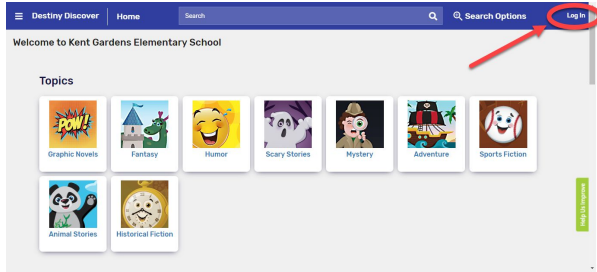 Destiny Discover Home Search Search Options Log In
Welcome to Kent Gardens Elementary School
Topics
POW!
Graphic Novels Fantasy Humor Scary Stories Mystery Adventure Sports Fiction
Animal Stories Historical Fiction
Help Us Improve